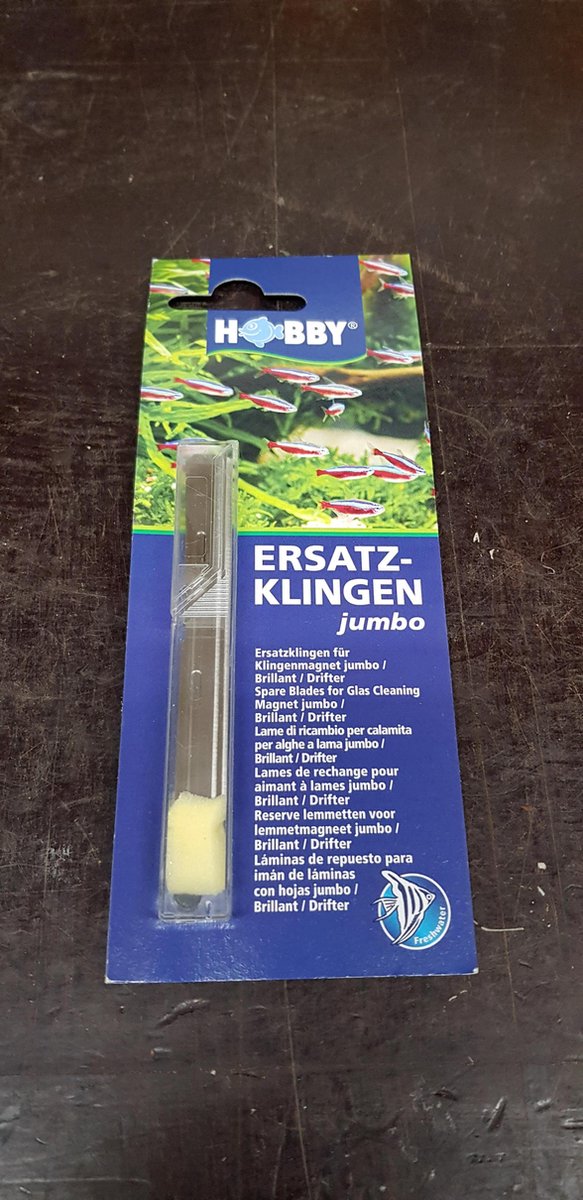 HOBBY®
ERSATZ-
KLINGEN
jumbo
Ersatzklingen für
Klingenmagnet jumbo /
Brillant / Drifter
Spare Blades for Glas Cleaning
Magnet jumbo /
Brillant / Drifter
Lame di ricambio per calamita
per alghe a lama jumbo /
Brillant / Drifter
Lames de rechange pour
aimant à lames jumbo /
Brillant / Drifter
Reserve lemmetten voor
lemmetmagneet jumbo /
Brillant / Drifter
Láminas de repuesto para
imán de láminas
con hojas jumbo /
Brillant / Drifter
Freshwater